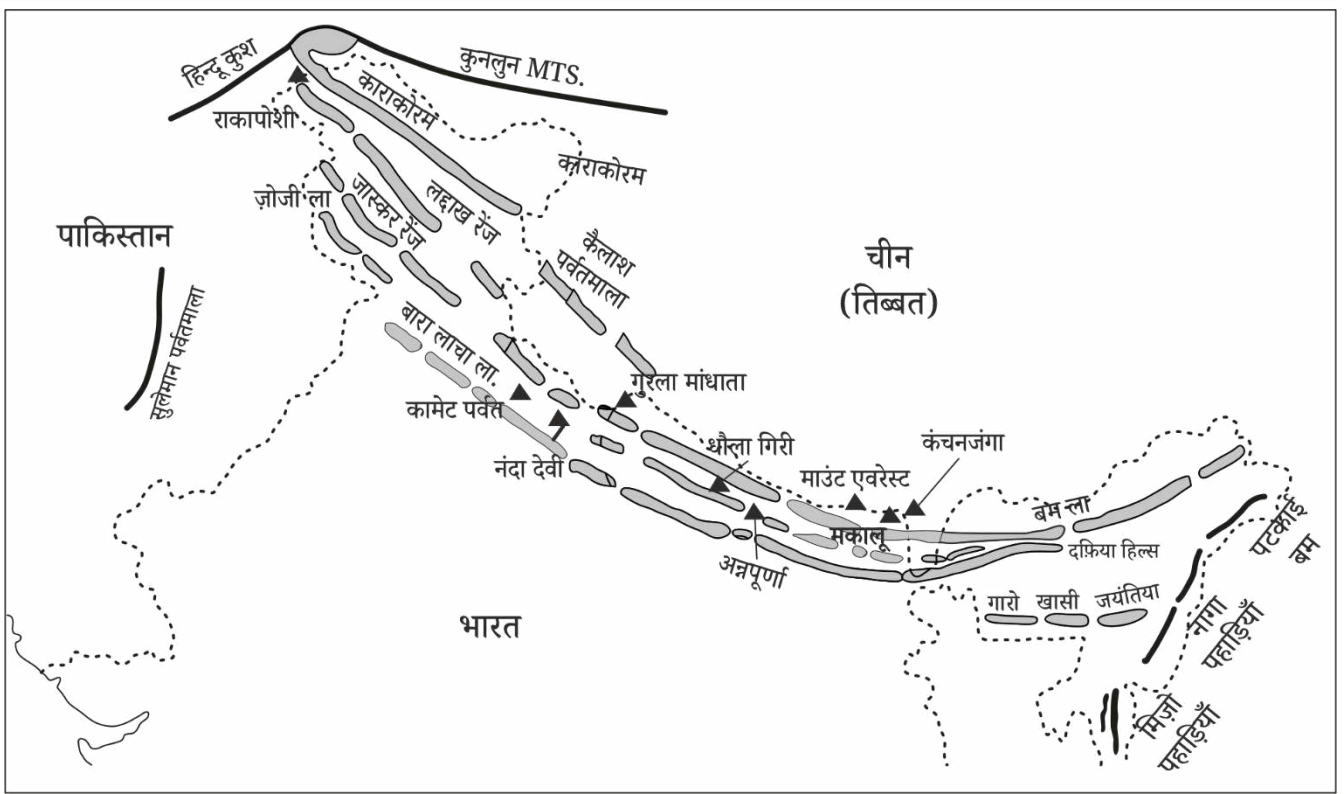 हिन्दू कुश
कुनलुन MTS.
काराकोरम
राकापोशी
काराकोरम
ज़ोजी ला
जास्कर रेंज
लद्दाख रेंज
पाकिस्तान
कैलाश
पर्वतमाला
चीन
(तिब्बत)
सुलेमान पर्वतमाला
बारा लाचा ला.
गुरला मांधाता
कामेट पर्वत
धौला गिरी
कंचनजंगा
नंदा देवी
माउंट एवरेस्ट
बम ला
मकालू
पटकाई
बम
दफ़िया हिल्स
अन्नपूर्णा
गारो खासी जयंतिया
भारत
नागा
पहाड़ियाँ
मिज़ो
पहाड़ियाँ